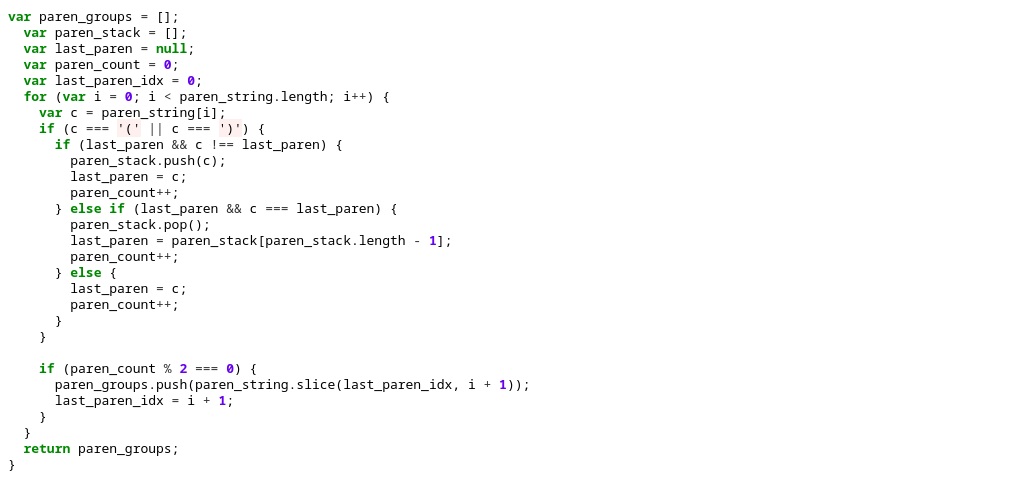 var paren_groups = [];
  var paren_stack = [];
  var last_paren = null;
  var paren_count = 0;
  var last_paren_idx = 0;
  for (var i = 0; i < paren_string.length; i++) {
    var c = paren_string[i];
    if (c === '(' || c === ')') {
      if (last_paren && c !== last_paren) {
        paren_stack.push(c);
        last_paren = c;
        paren_count++;
      } else if (last_paren && c === last_paren) {
        paren_stack.pop();
        last_paren = paren_stack[paren_stack.length - 1];
        paren_count++;
      } else {
        last_paren = c;
        paren_count++;
      }
    }

    if (paren_count % 2 === 0) {
      paren_groups.push(paren_string.slice(last_paren_idx, i + 1));
      last_paren_idx = i + 1;
    }
  }
  return paren_groups;
}